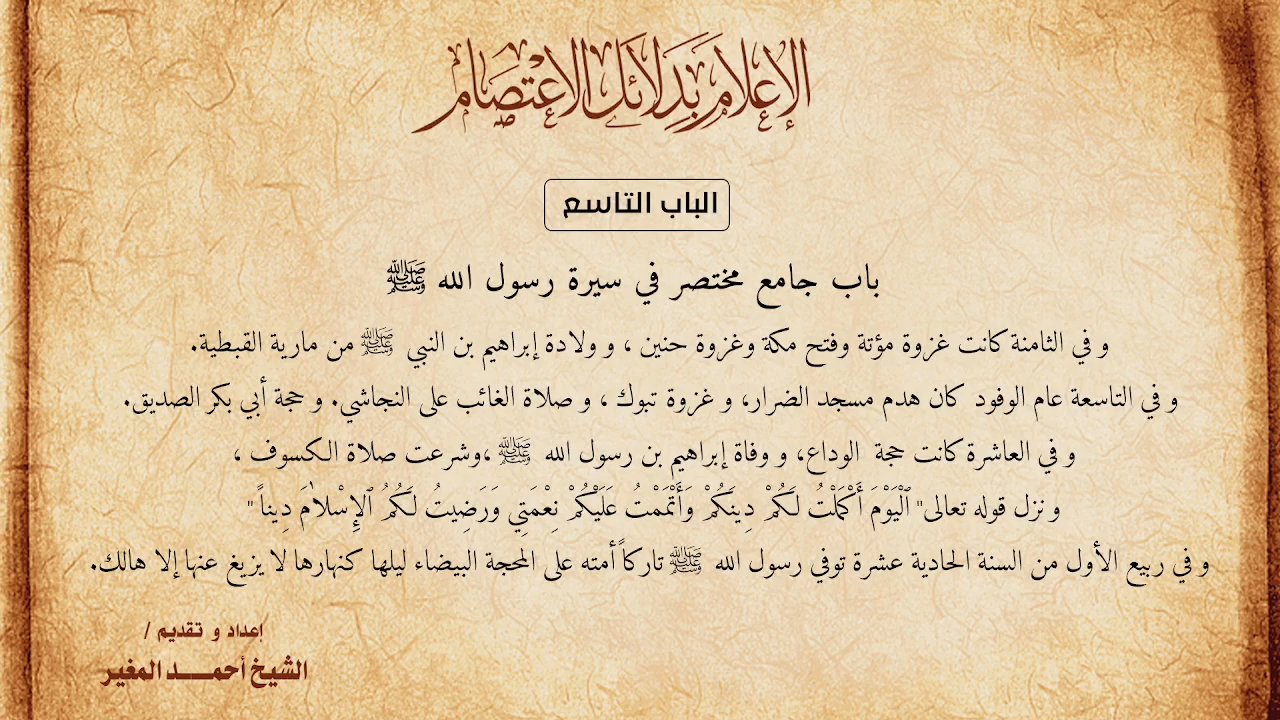 الإعلام بدلائل الاعتصام
الباب التاسع
باب جامع مختصر في سيرة رسول الله ﷺ
و في الثامنة كانت غزوة مؤتة وفتح مكة وغزوة حنين ، و ولادة إبراهيم بن النبي ﷺ من مارية القبطية.
و في التاسعة عام الوفود كان هدم مسجد الضرار، و غزوة تبوك ، و صلاة الغائب على النجاشي. و حجة أبي بكر الصديق.
و في العاشرة كانت حجة الوداع، و وفاة إبراهيم بن رسول الله ﷺ ،وشرعت صلاة الكسوف ،
و نزل قوله تعالى" ٱلْيَوْمَ أَكْمَلْتُ لَكُمْ دِينَكُمْ وَأَتْمَمْتُ عَلَيْكُمْ نِعْمَتِي وَرَضِيتُ لَكُمُ ٱلإِسْلاٰمَ دِيناً "
و في ربيع الأول من السنة الحادية عشرة توفي رسول الله ﷺ تاركاً أمته على المحجة البيضاء ليلها كنهارها لا يزيغ عنها إلا هالك.
إعداد و تقديم /
الشيخ أحمـــد المغير